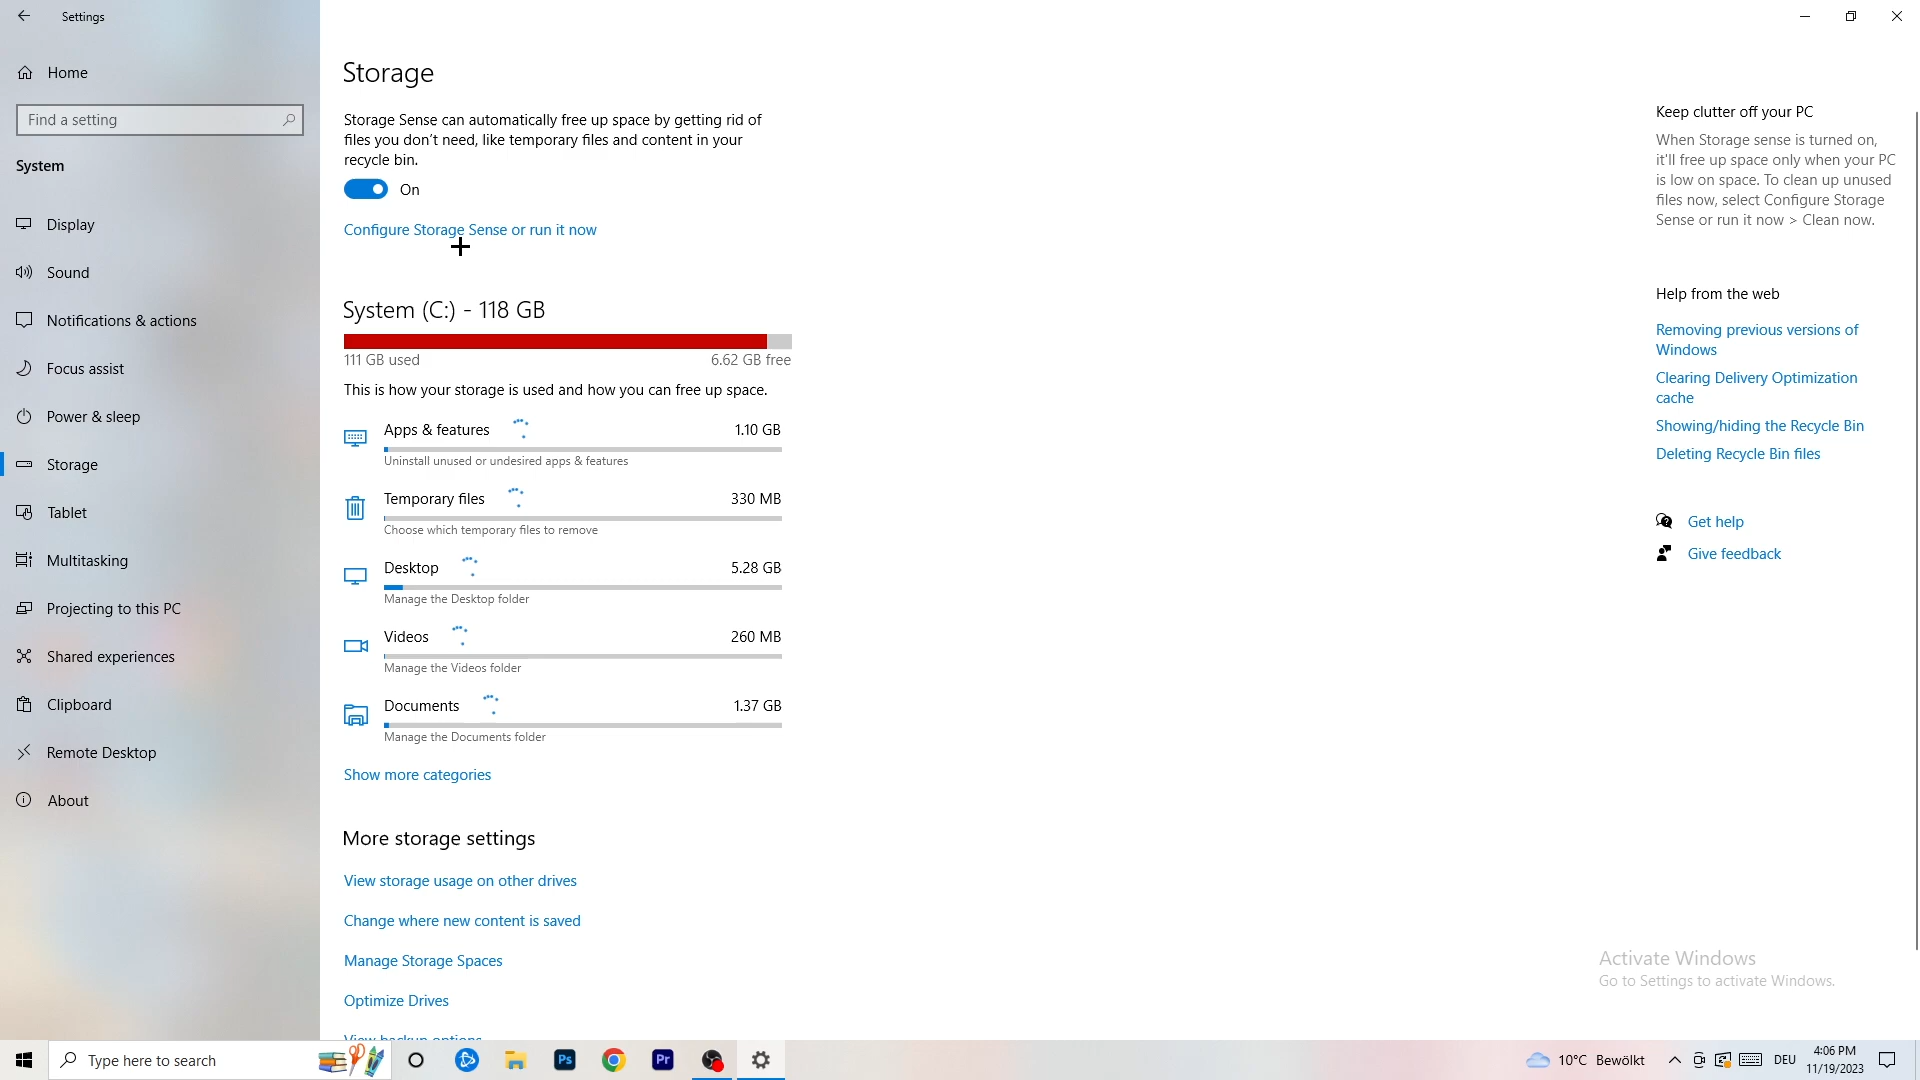 Settings
Home
Find a setting
System
Display
Sound
Notifications & actions
Focus assist
Power & sleep
Storage
Tablet
Multitasking
Projecting to this PC
Shared experiences
Clipboard
Remote Desktop
About
Storage
Storage Sense can automatically free up space by getting rid of
files you don't need, like temporary files and content in your
recycle bin.
On
Configure Storage Sense or run it now
System (C:) - 118 GB
111 GB used 6.62 GB free
This is how your storage is used and how you can free up space.
Apps & features 1.10 GB
Uninstall unused or undesired apps & features
Temporary files 330 MB
Choose which temporary files to remove
Desktop 5.28 GB
Manage the Desktop folder
Videos 260 MB
Manage the Videos folder
Documents 1.37 GB
Manage the Documents folder
Show more categories
More storage settings
View storage usage on other drives
Change where new content is saved
Manage Storage Spaces
Optimize Drives
View backup options
Keep clutter off your PC
When Storage sense is turned on,
it'll free up space only when your PC
is low on space. To clean up unused
files now, select Configure Storage
Sense or run it now > Clean now.
Help from the web
Removing previous versions of
Windows
Clearing Delivery Optimization
cache
Showing/hiding the Recycle Bin
Deleting Recycle Bin files
Get help
Give feedback
Activate Windows
Go to Settings to activate Windows.
Type here to search
Ps
Pr
10°C Bewölkt
DEU
4:06 PM
11/19/2023